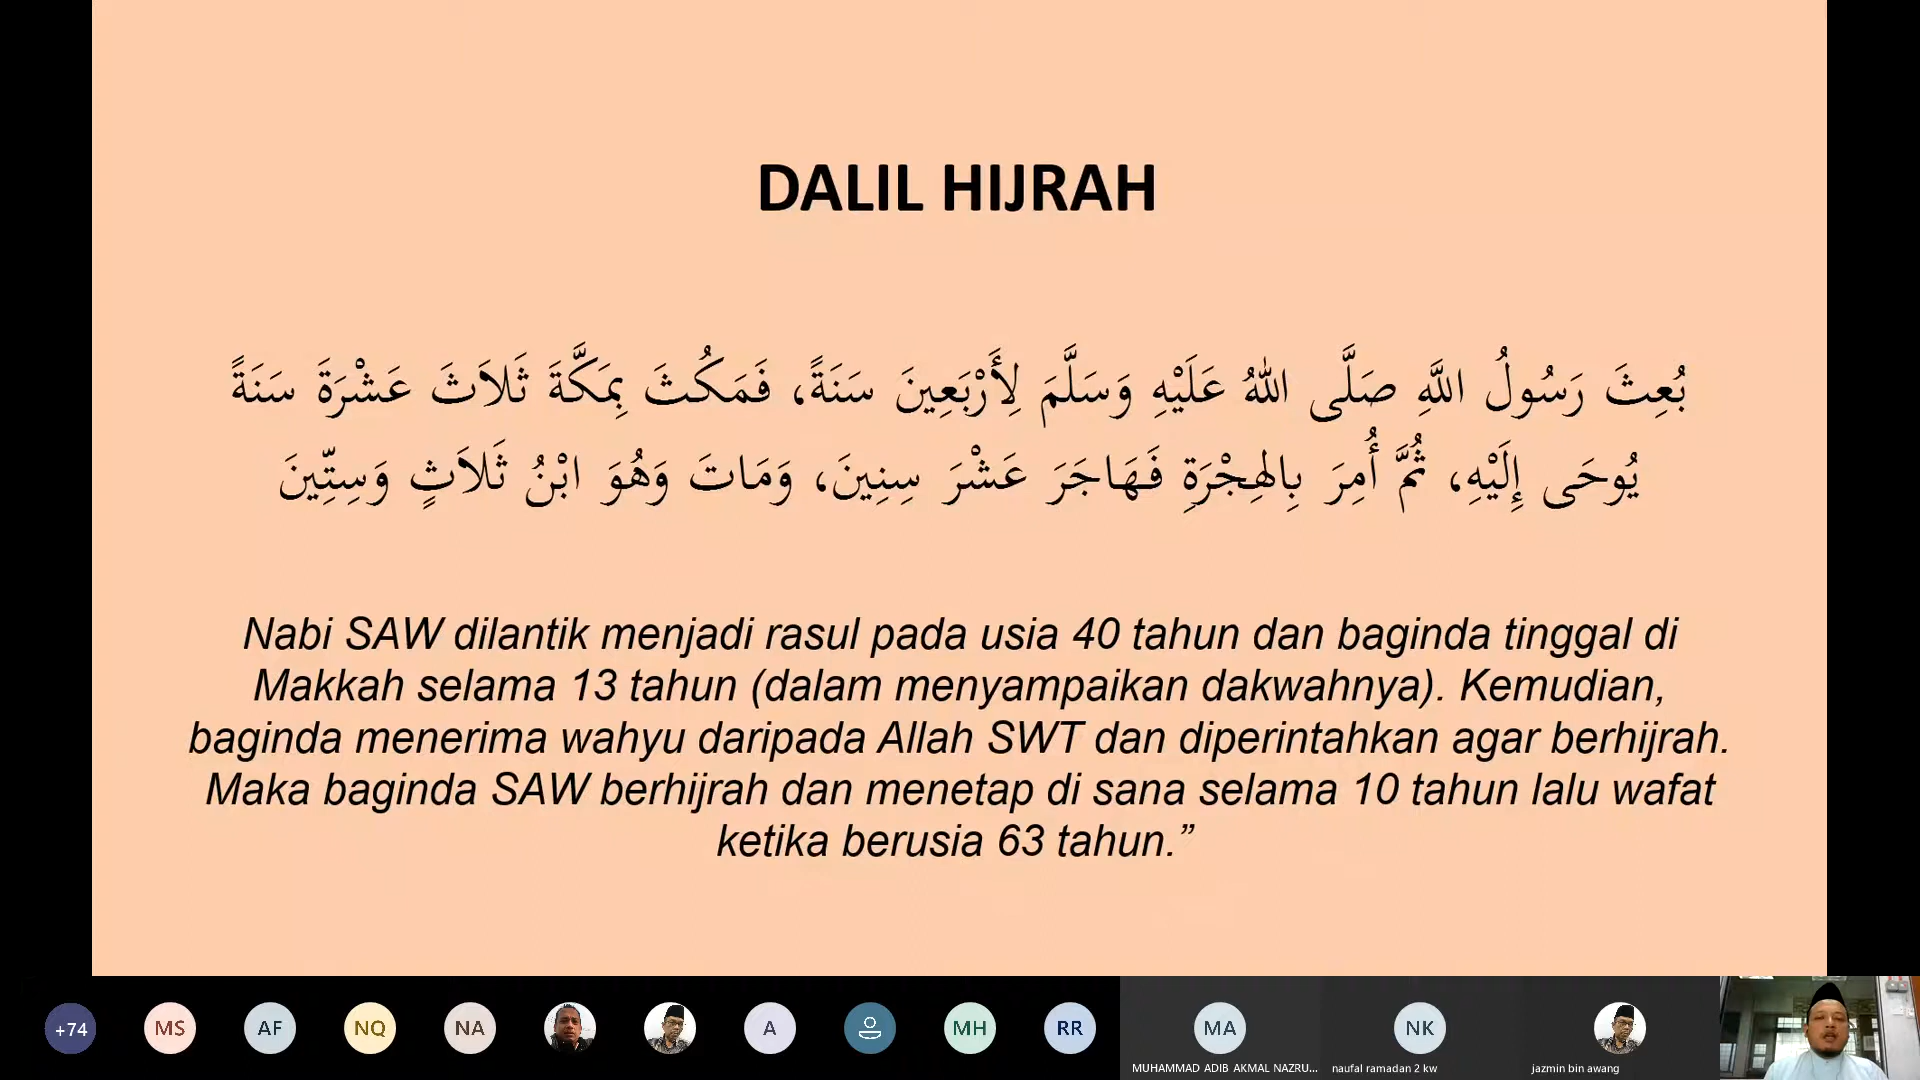 DALIL HIJRAH
بُعِثَ رَسُولُ اللَّهِ صَلَّى اللهُ عَلَيْهِ وَسَلَّمَ لِأَرْبَعِينَ سَنَةً، فَمَكُثَ بِمَكَّةَ ثَلاَثَ عَشْرَةَ سَنَةً
يُوحَى إِلَيْهِ، ثُمَّ أُمِرَ بِالهِجْرَةِ فَهَاجَرَ عَشْرَ سِنِينَ، وَمَاتَ وَهُوَ ابْنُ ثَلاَثٍ وَسِتِّينَ
Nabi SAW dilantik menjadi rasul pada usia 40 tahun dan baginda tinggal di
Makkah selama 13 tahun (dalam menyampaikan dakwahnya). Kemudian,
baginda menerima wahyu daripada Allah SWT dan diperintahkan agar berhijrah.
Maka baginda SAW berhijrah dan menetap di sana selama 10 tahun lalu wafat
ketika berusia 63 tahun.”
+74 MS AF NQ NA A MH RR MA NK
MUHAMMAD ADIB AKMAL NAZRU... naufal ramadan 2 kw jazmin bin awang